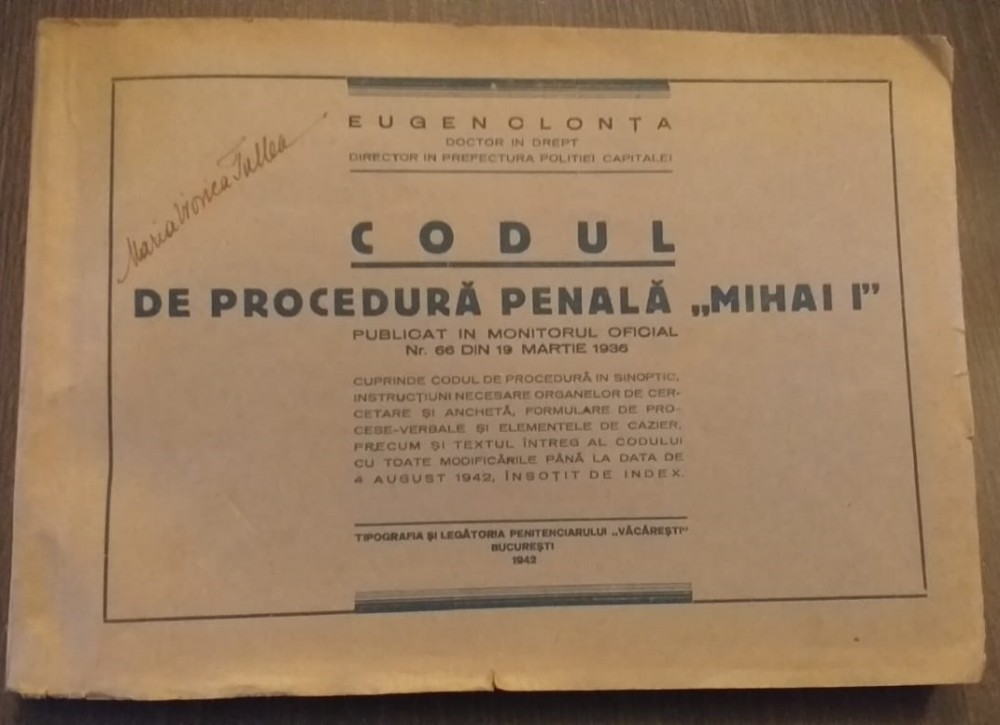 EUGEN CLONȚA
DOCTOR IN DREPT
DIRECTOR IN PREFECTURA POLITIEI CAPITALEI
Maria Viorica
CODUL
DE PROCEDURĂ PENALĂ „MIHAI I”
PUBLICAT IN MONITORUL OFICIAL
Nr. 66 DIN 19 MARTIE 1936
CUPRINDE CODUL DE PROCEDURĂ IN SINOPTIC,
INSTRUCȚIUNI NECESARE ORGANELOR DE CER-
CETARE ȘI ANCHETĂ, FORMULARE DE PRO-
CESE-VERBALE ȘI ELEMENTELE DE CAZIER,
PRECUM ȘI TEXTUL ÎNTREG AL CODULUI
CU TOATE MODIFICĂRILE PÂNĂ LA DATA DE
4 AUGUST 1942, ÎNSOȚIT DE INDEX.
TIPOGRAFIA ȘI LEGĂTORIA PENITENCIARULUI „VĂCĂREȘTI”
BUCUREȘTI
1942